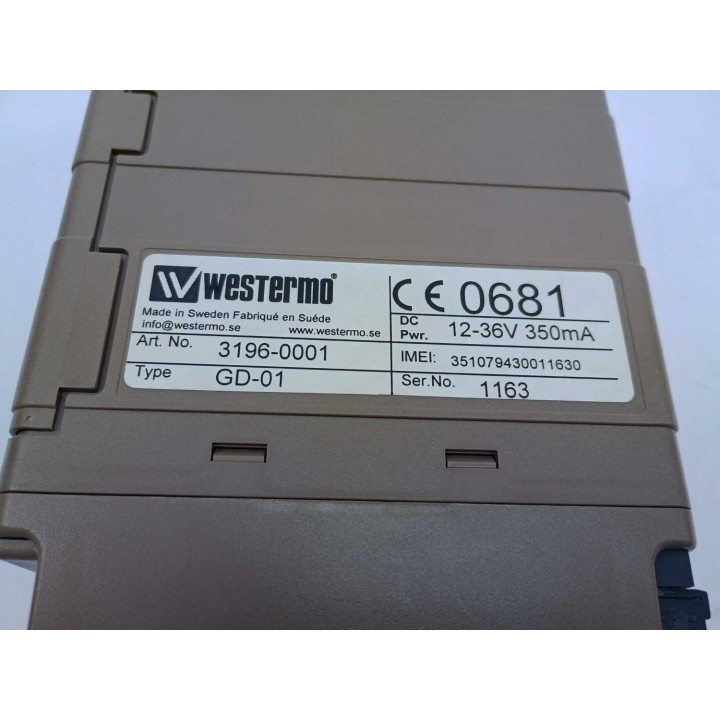 WESTERMO®
Made in Sweden Fabriqué en Suéde
info@westermo.se www.westermo.se
Art. No. 3196-0001
Type GD-01
CE 0681
DC Pwr. 12-36V 350mA
IMEI: 351079430011630
Ser.No. 1163